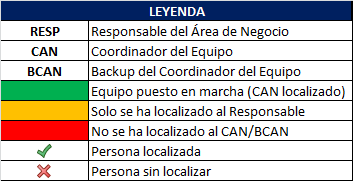 LEYENDA
RESP Responsable del Área de Negocio
CAN Coordinador del Equipo
BCAN Backup del Coordinador del Equipo
Equipo puesto en marcha (CAN localizado)
Solo se ha localizado al Responsable
No se ha localizado al CAN/BCAN
Persona localizada
Persona sin localizar